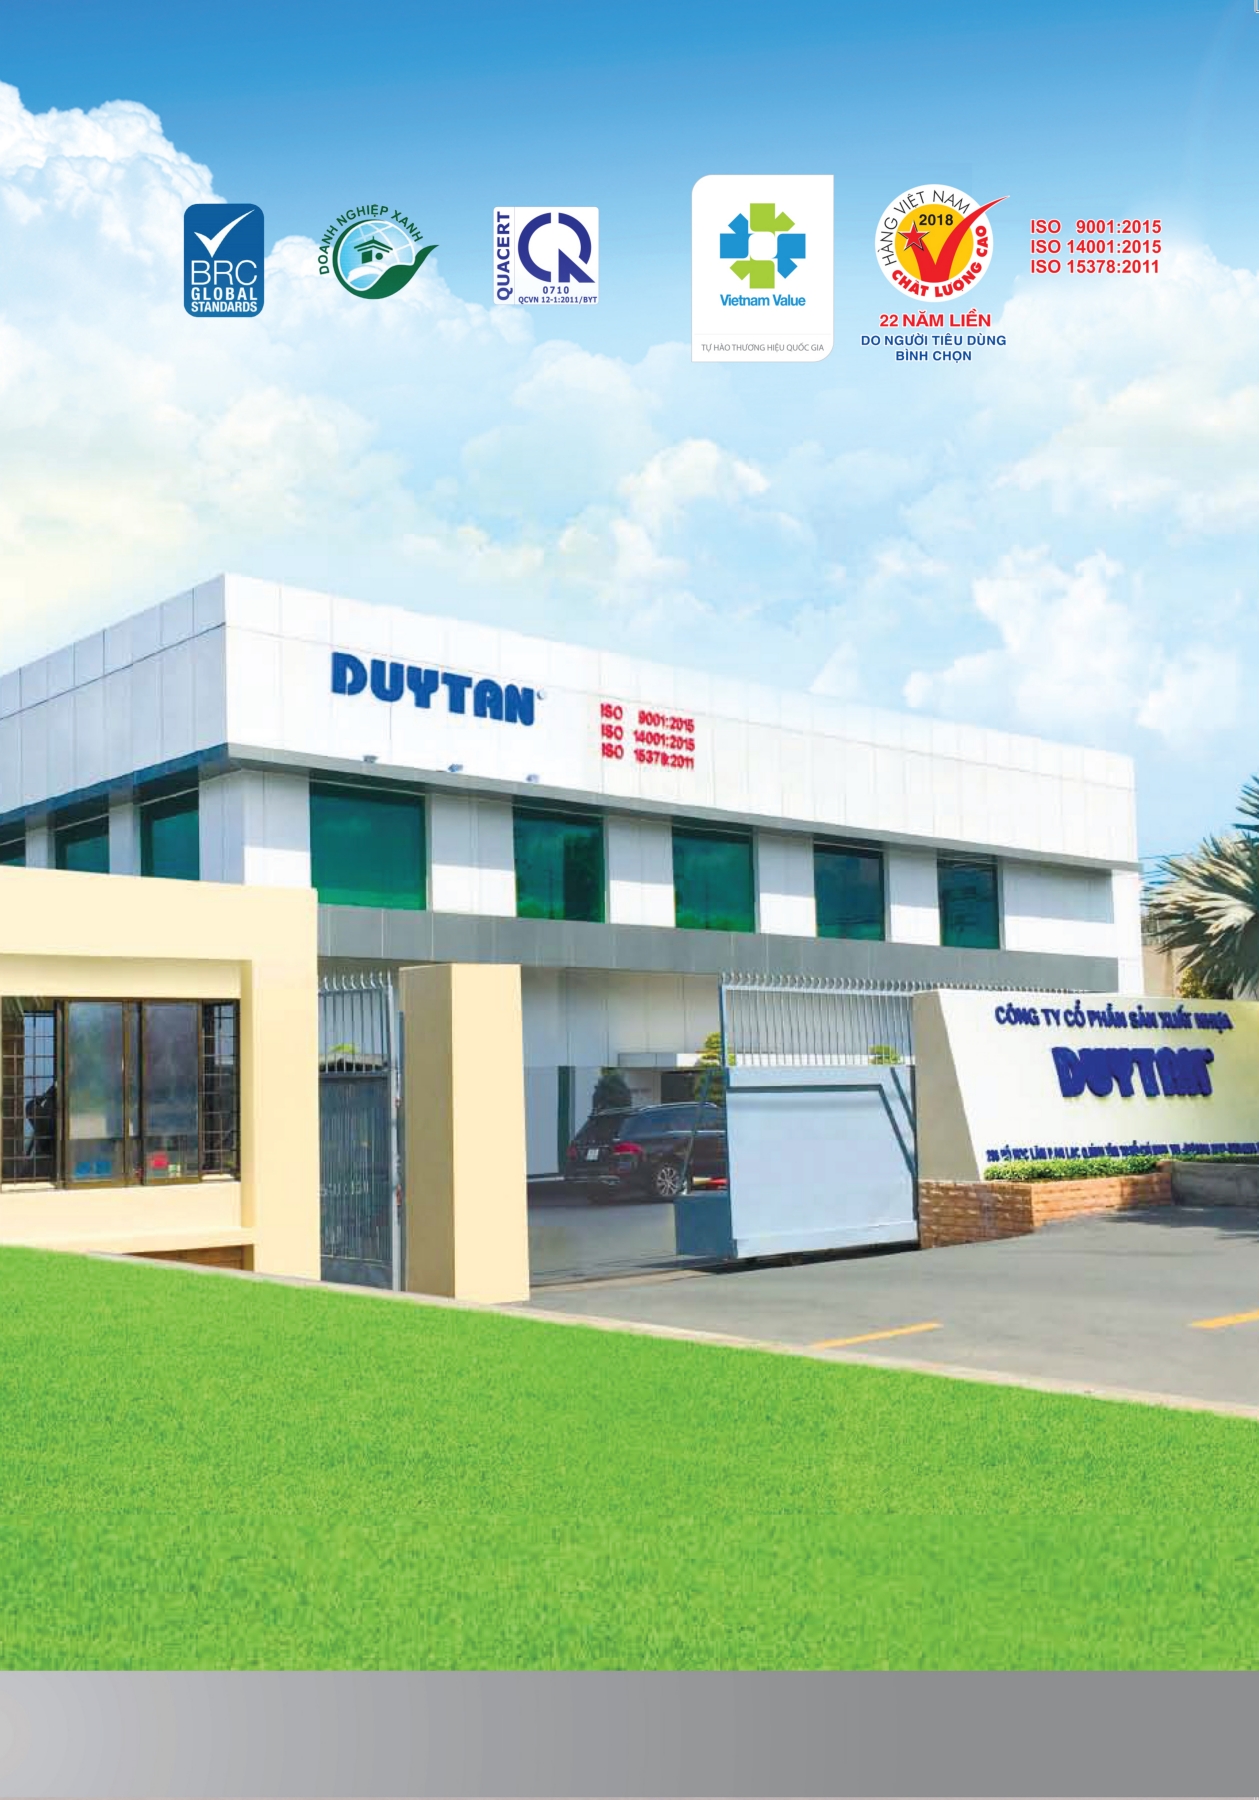 BRC
GLOBAL
STANDARDS
DOANH NGHIỆP XANH
QUACERT
0710
QCVN 12-1:2011/BYT
Vietnam Value
TỰ HÀO THƯƠNG HIỆU QUỐC GIA
HÀNG VIỆT NAM
2018
CHẤT LƯỢNG CAO
22 NĂM LIỀN
DO NGƯỜI TIÊU DÙNG
BÌNH CHỌN
ISO 9001:2015
ISO 14001:2015
ISO 15378:2011
DUYTAN
ISO 9001:2015
ISO 14001:2015
ISO 15378:2011
CÔNG TY CỔ PHẦN SẢN XUẤT NHỰA
DUYTAN